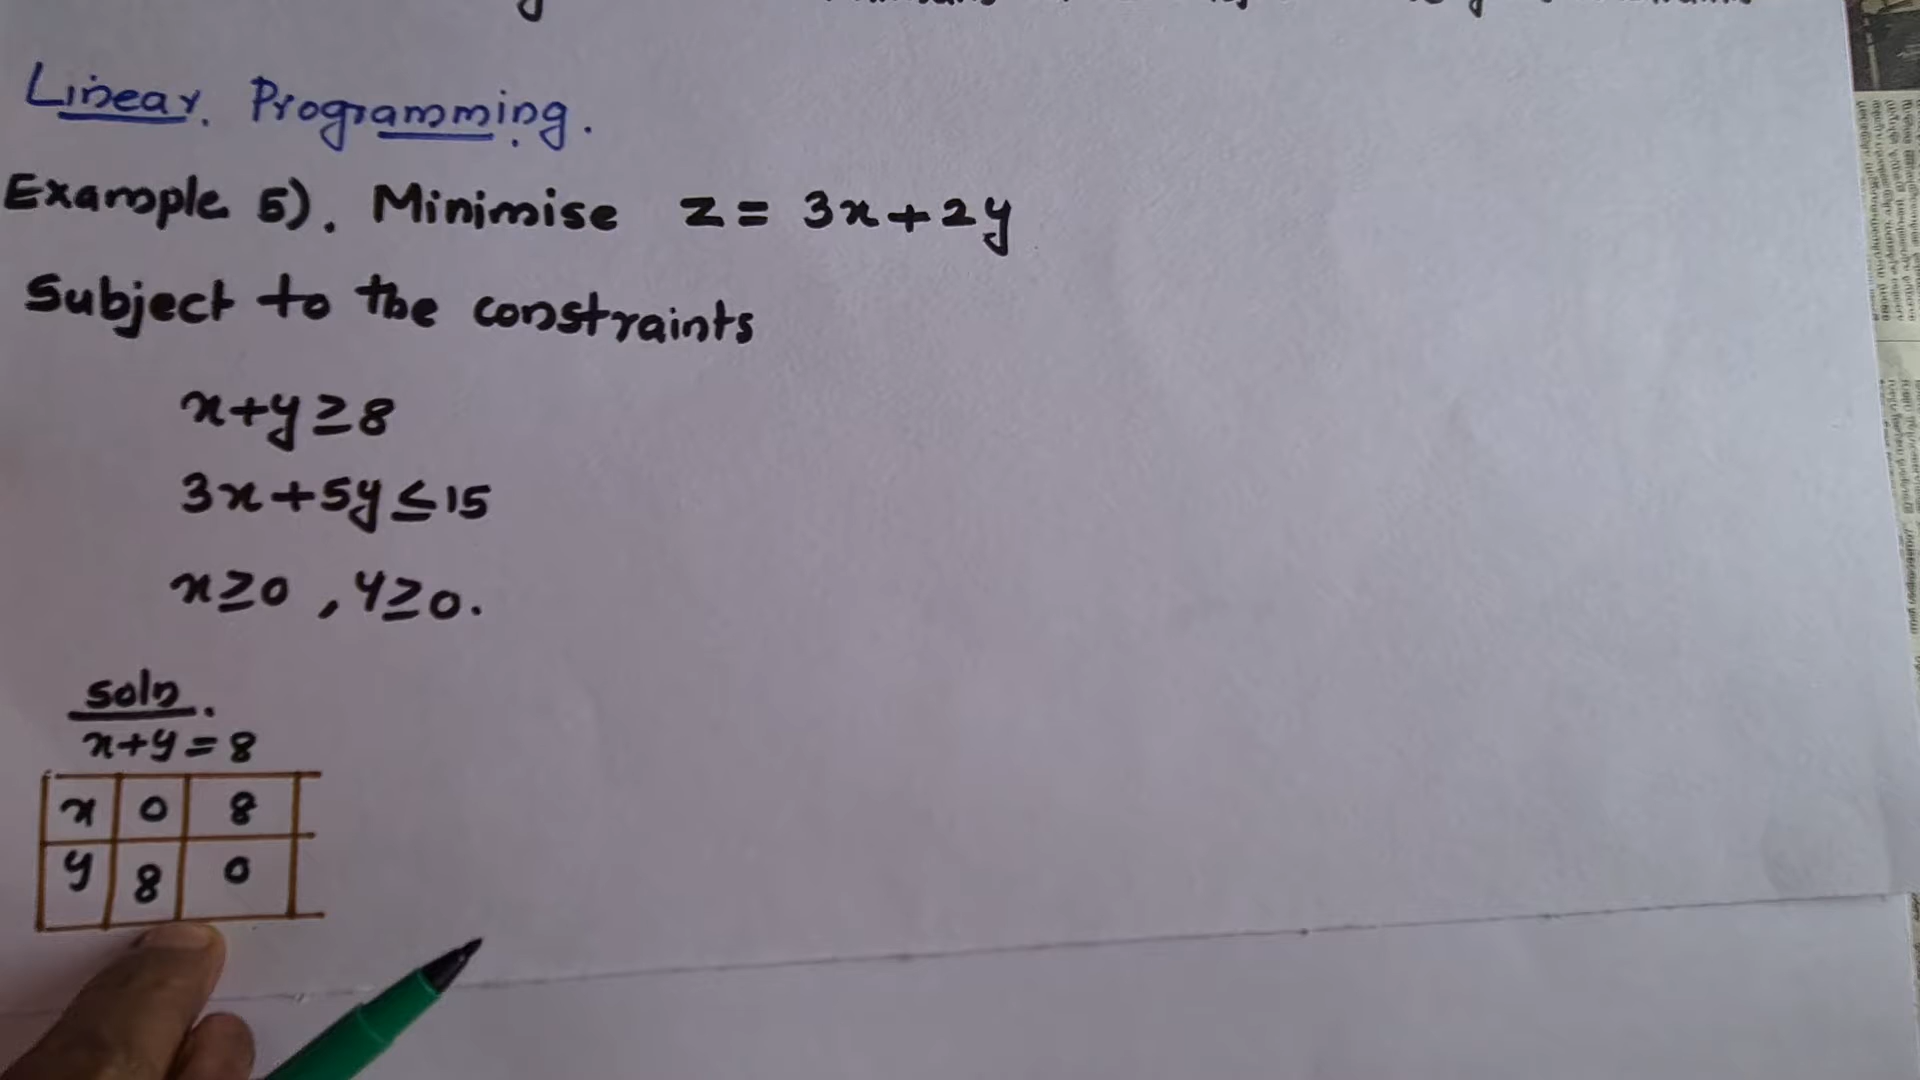 Linear Programming.
Example 5). Minimise z = 3x+2y
Subject to the constraints
x+y≥8
3x+5y≤15
x≥0, y≥0.
soln.
x+y=8
x 0 8
y 8 0